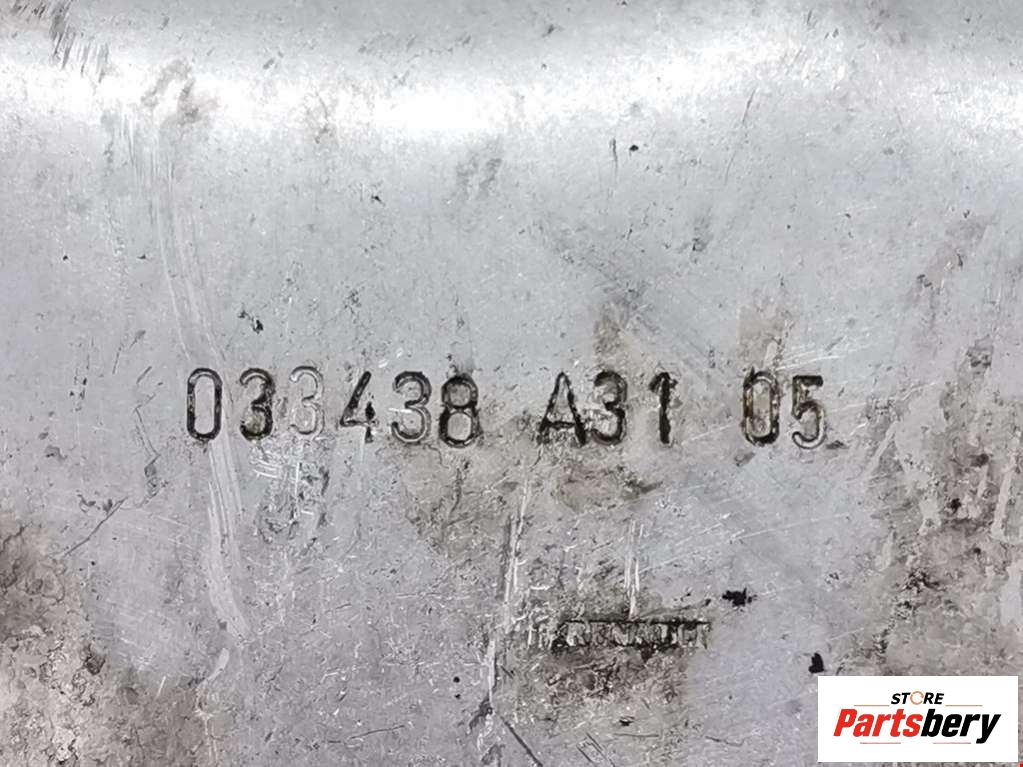 033438 A31 05
RENAULT
STORE
Partsbery